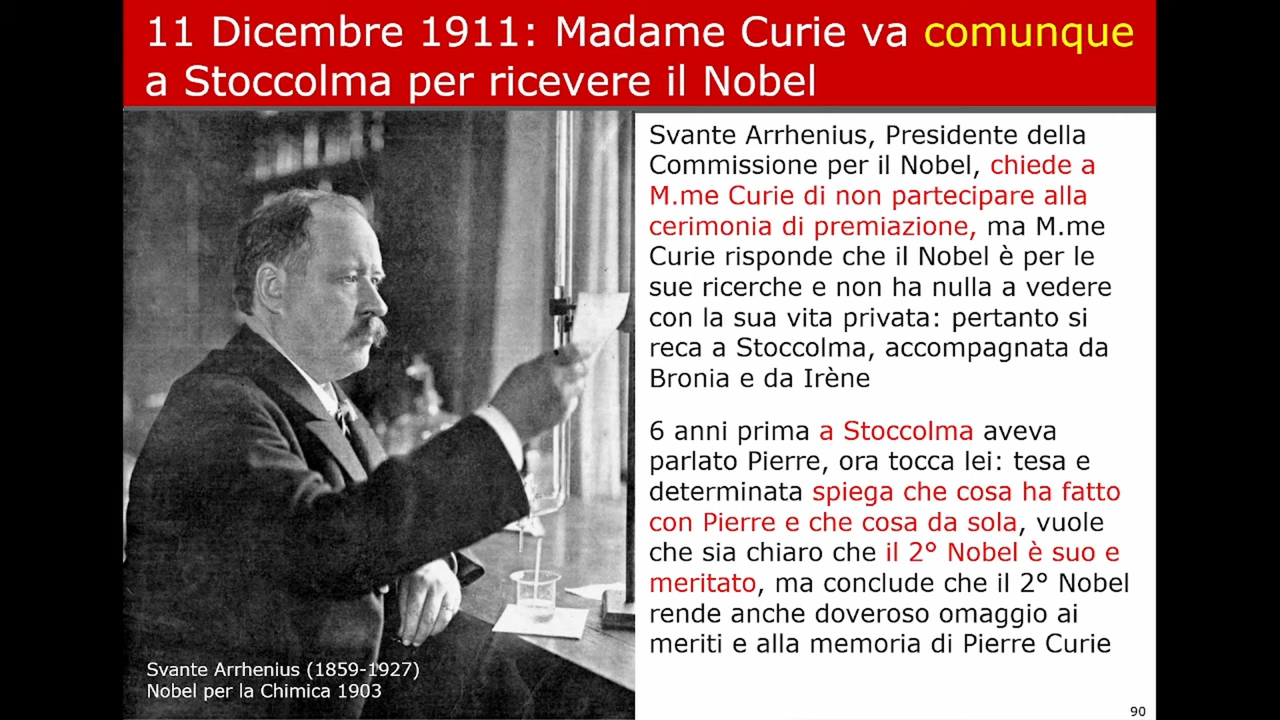 11 Dicembre 1911: Madame Curie va comunque
a Stoccolma per ricevere il Nobel
Svante Arrhenius, Presidente della
Commissione per il Nobel, chiede a
M.me Curie di non partecipare alla
cerimonia di premiazione, ma M.me
Curie risponde che il Nobel è per le
sue ricerche e non ha nulla a vedere
con la sua vita privata: pertanto si
reca a Stoccolma, accompagnata da
Bronia e da Irène
6 anni prima a Stoccolma aveva
parlato Pierre, ora tocca lei: tesa e
determinata spiega che cosa ha fatto
con Pierre e che cosa da sola, vuole
che sia chiaro che il 2° Nobel è suo e
meritato, ma conclude che il 2° Nobel
rende anche doveroso omaggio ai
meriti e alla memoria di Pierre Curie
Svante Arrhenius (1859-1927)
Nobel per la Chimica 1903
90